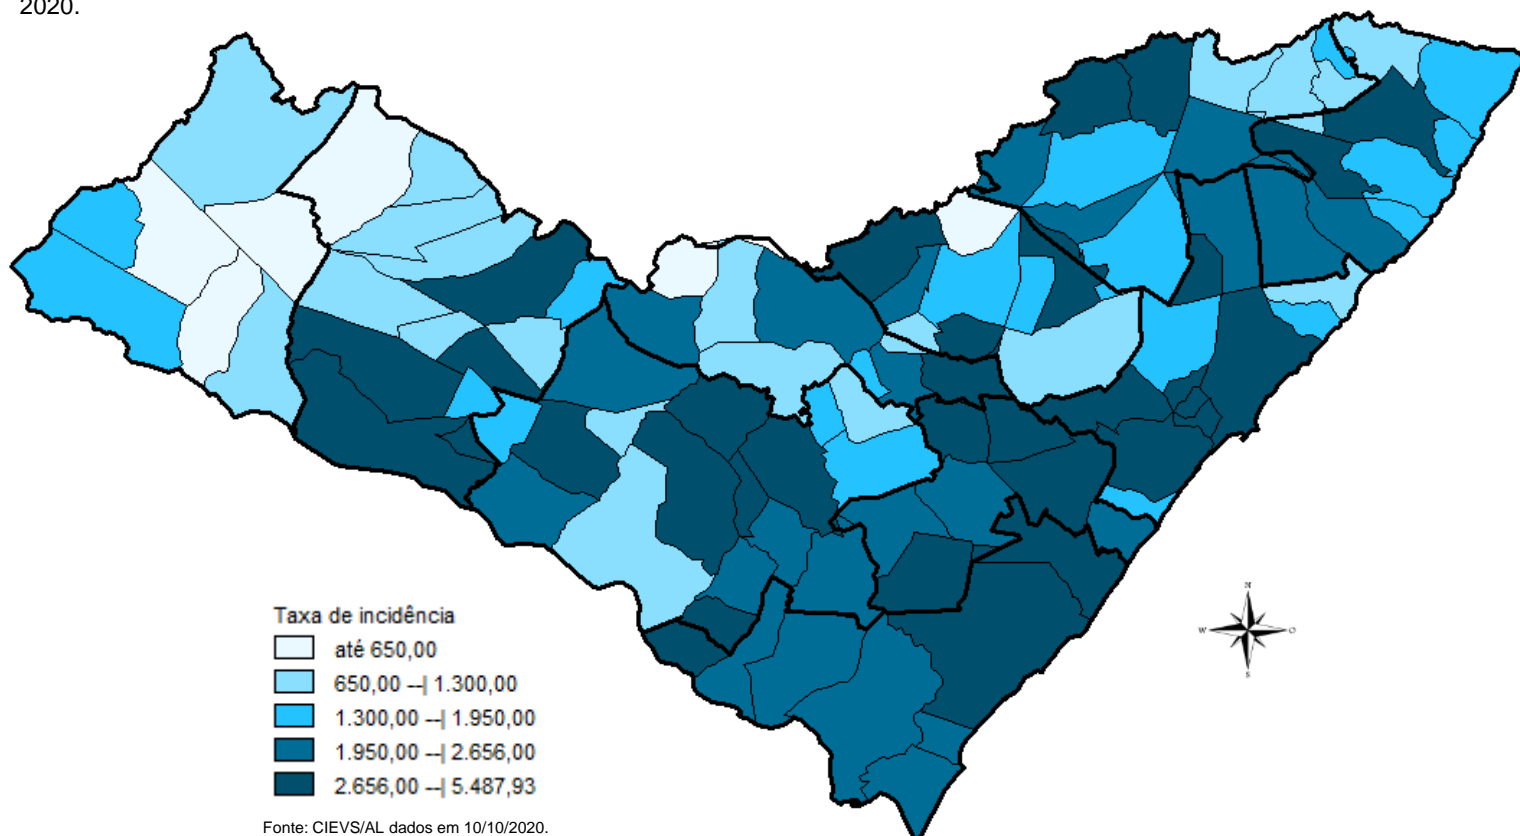 2020.
N
W
O
S
Taxa de incidência
até 650,00
650,00 --| 1.300,00
1.300,00 --| 1.950,00
1.950,00 --| 2.656,00
2.656,00 --| 5.487,93
Fonte: CIEVS/AL dados em 10/10/2020.